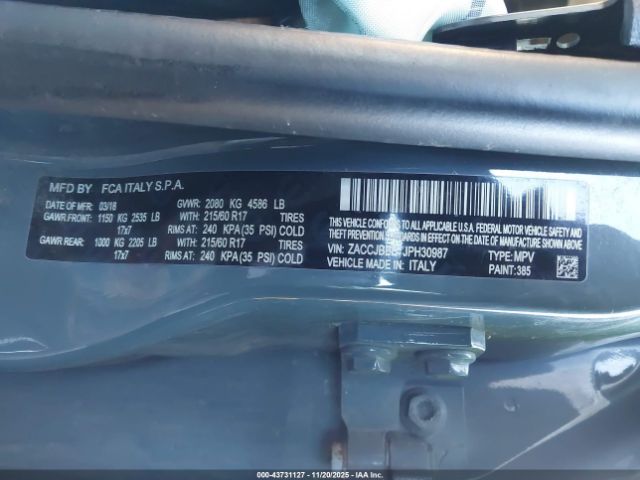 MFD BY FCA ITALY S.P.A.
DATE OF MFR: 03/18 GVWR: 2080 KG 4586 LB
GAWR FRONT: 1150 KG 2535 LB WITH: 215/60 R17 TIRES
17x7 RIMS AT: 240 KPA(35 PSI) COLD
GAWR REAR: 1000 KG 2205 LB WITH: 215/60 R17 TIRES
17x7 RIMS AT: 240 KPA(35 PSI) COLD
THIS VEHICLE CONFORMS TO ALL APPLICABLE U.S.A. FEDERAL MOTOR VEHICLE SAFETY AND
THEFT PREVENTION STANDARDS IN EFFECT ON THE DATE OF MANUFACTURE SHOWN ABOVE.
VIN: TYPE: MPV
VEHICLE MADE IN: ITALY PAINT: 385
000-43731127 - 11/20/2025 - IAAI.COM